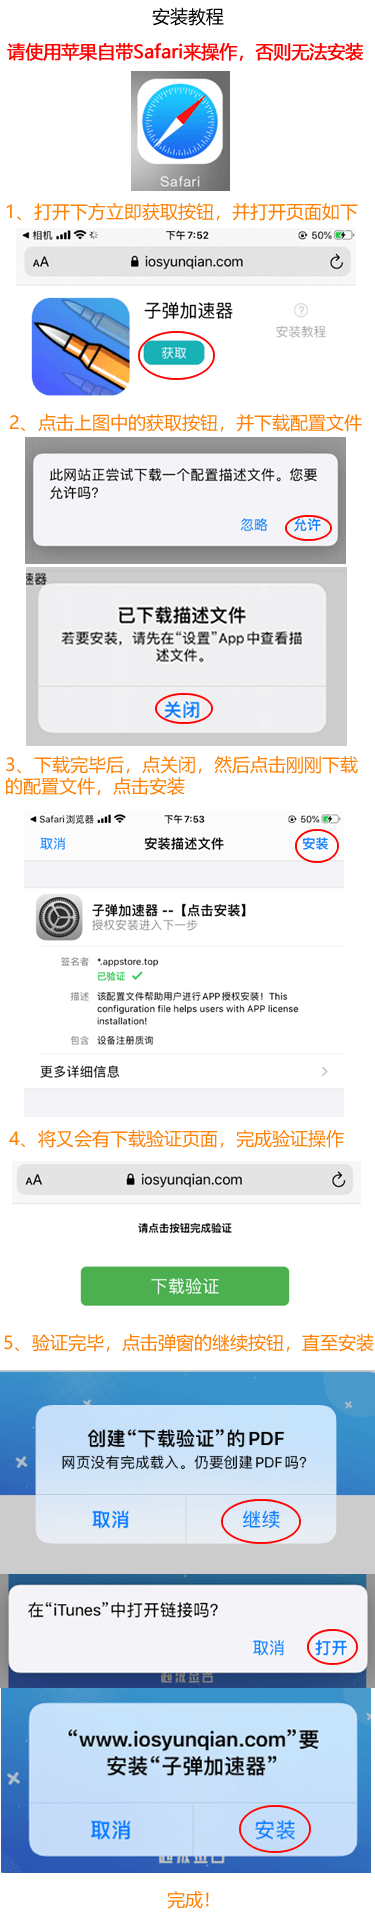 安装教程
请使用苹果自带Safari来操作，否则无法安装
Safari
1、打开下方立即获取按钮，并打开页面如下
相机 下午7:52 50%
AA iosyunqian.com
子弹加速器
获取
安装教程
2、点击上图中的获取按钮，并下载配置文件
此网站正尝试下载一个配置描述文件。您要
允许吗？
忽略 允许
速器
已下载描述文件
若要安装，请先在“设置”App中查看描
述文件。
关闭
3、下载完毕后，点关闭，然后点击刚刚下载
的配置文件，点击安装
Safari浏览器 下午7:53 50%
取消 安装描述文件 安装
子弹加速器 --【点击安装】
授权安装进入下一步
签名者 *.appstore.top
已验证
描述 该配置文件帮助用户进行APP授权安装！This
configuration file helps users with APP license
installation!
包含 设备注册质询
更多详细信息
4、将又会有下载验证页面，完成验证操作
AA iosyunqian.com
请点击按钮完成验证
下载验证
5、验证完毕，点击弹窗的继续按钮，直至安装
创建“下载验证”的PDF
网页没有完成载入。仍要创建PDF吗？
取消 继续
在“iTunes”中打开链接吗？
取消 打开
“www.iosyunqian.com”要
安装“子弹加速器”
取消 安装
完成！